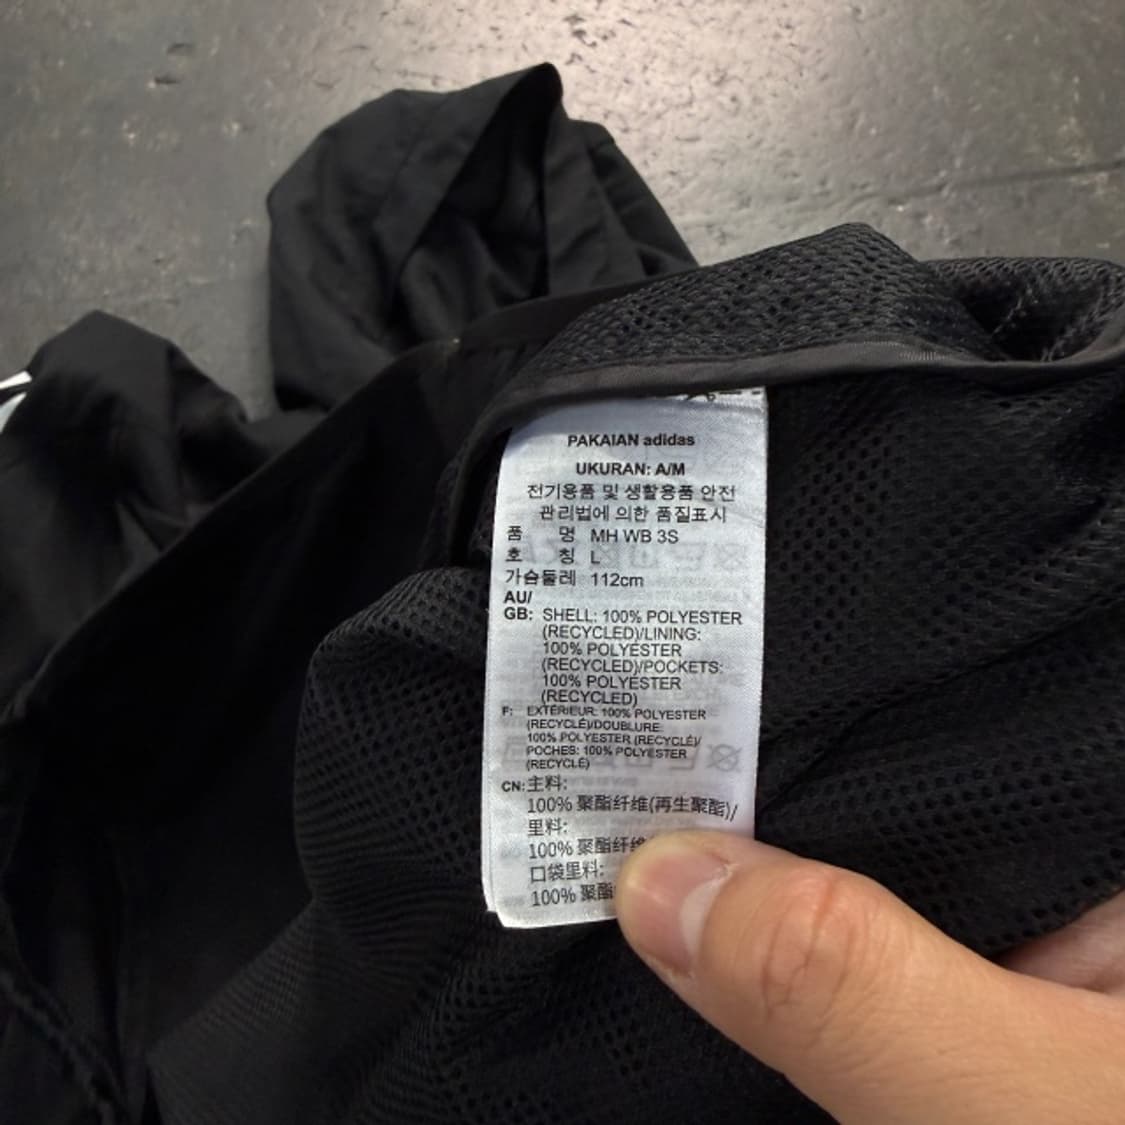 PAKAIAN adidas
UKURAN: A/M
전기용품 및 생활용품 안전
관리법에 의한 품질표시
품 명 MH WB 3S
호 칭 L
가슴둘레 112cm
AU/
GB: SHELL: 100% POLYESTER
(RECYCLED)/LINING:
100% POLYESTER
(RECYCLED)/POCKETS:
100% POLYESTER
(RECYCLED)
F: EXTÉRIEUR: 100% POLYESTER
(RECYCLÉ)/DOUBLURE:
100% POLYESTER (RECYCLÉ)/
POCHES: 100% POLYESTER
(RECYCLÉ)
CN: 主料:
100% 聚酯纤维(再生聚酯)/
里料:
100% 聚酯纤维
口袋里料:
100% 聚酯